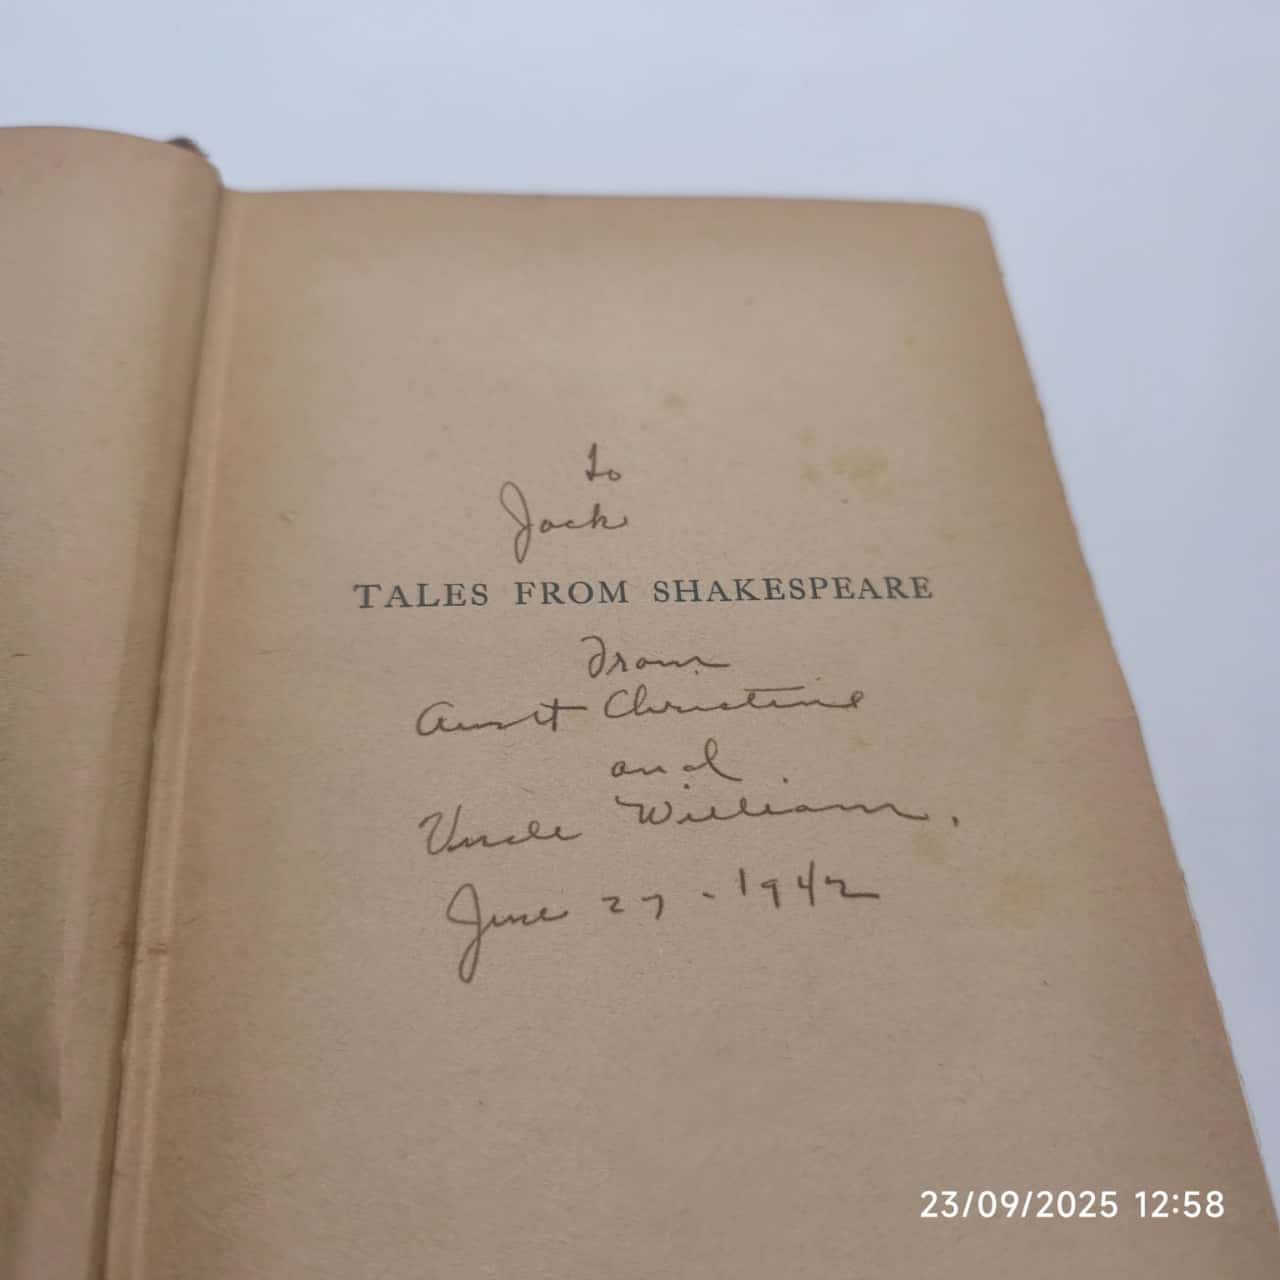 to
Jack
TALES FROM SHAKESPEARE
From
Aunt Christine
and
Uncle William.
June 27-1942
23/09/2025 12:58